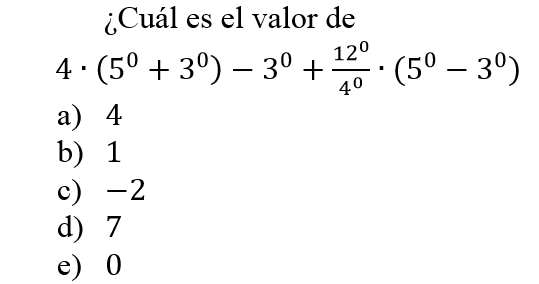 ¿Cuál es el valor de
4 · (5⁰ + 3⁰) − 3⁰ + 12⁰/4⁰ · (5⁰ − 3⁰)
a) 4
b) 1
c) −2
d) 7
e) 0